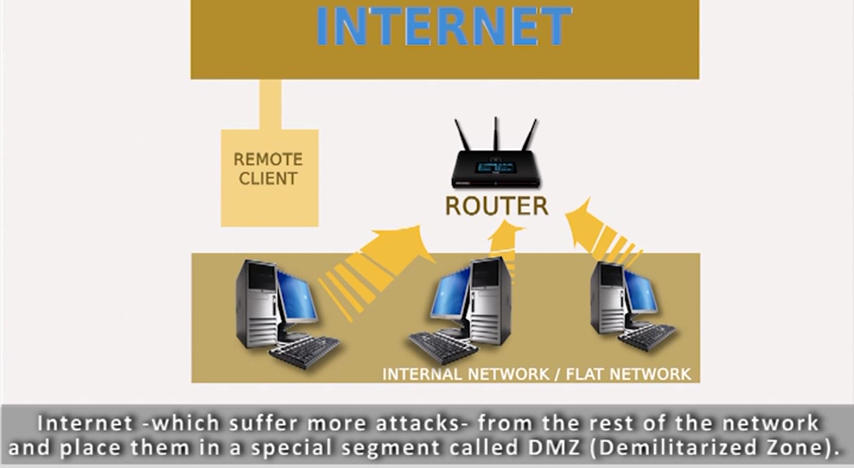 INTERNET
REMOTE
CLIENT
ROUTER
INTERNAL NETWORK / FLAT NETWORK
Internet -which suffer more attacks- from the rest of the network
and place them in a special segment called DMZ (Demilitarized Zone).